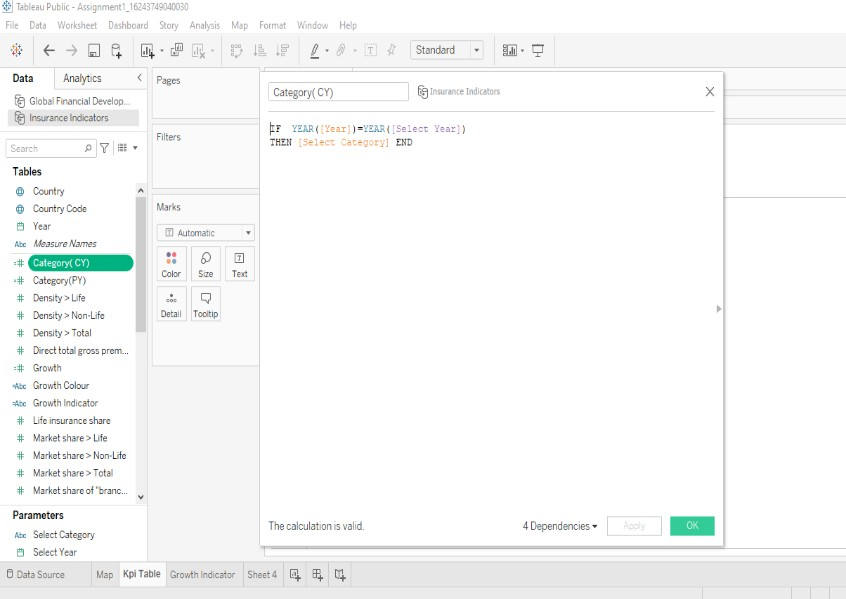 Tableau Public - Assignment1_16243749040030
File Data Worksheet Dashboard Story Analysis Map Format Window Help
Standard
Data Analytics
Pages
Global Financial Develop...
Insurance Indicators
Search
Tables
Country
Country Code
Year
Abc Measure Names
Category( CY)
Category(PY)
Density > Life
Density > Non-Life
Density > Total
Direct total gross prem...
Growth
Abc Growth Colour
Abc Growth Indicator
Life insurance share
Market share > Life
Market share > Non-Life
Market share > Total
Market share of "branc...
Parameters
Abc Select Category
Select Year
Filters
Marks
Automatic
Color Size Text
Detail Tooltip
Category( CY) Insurance Indicators
IF YEAR([Year])=YEAR([Select Year])
THEN [Select Category] END
The calculation is valid. 4 Dependencies Apply OK
Data Source Map Kpi Table Growth Indicator Sheet 4